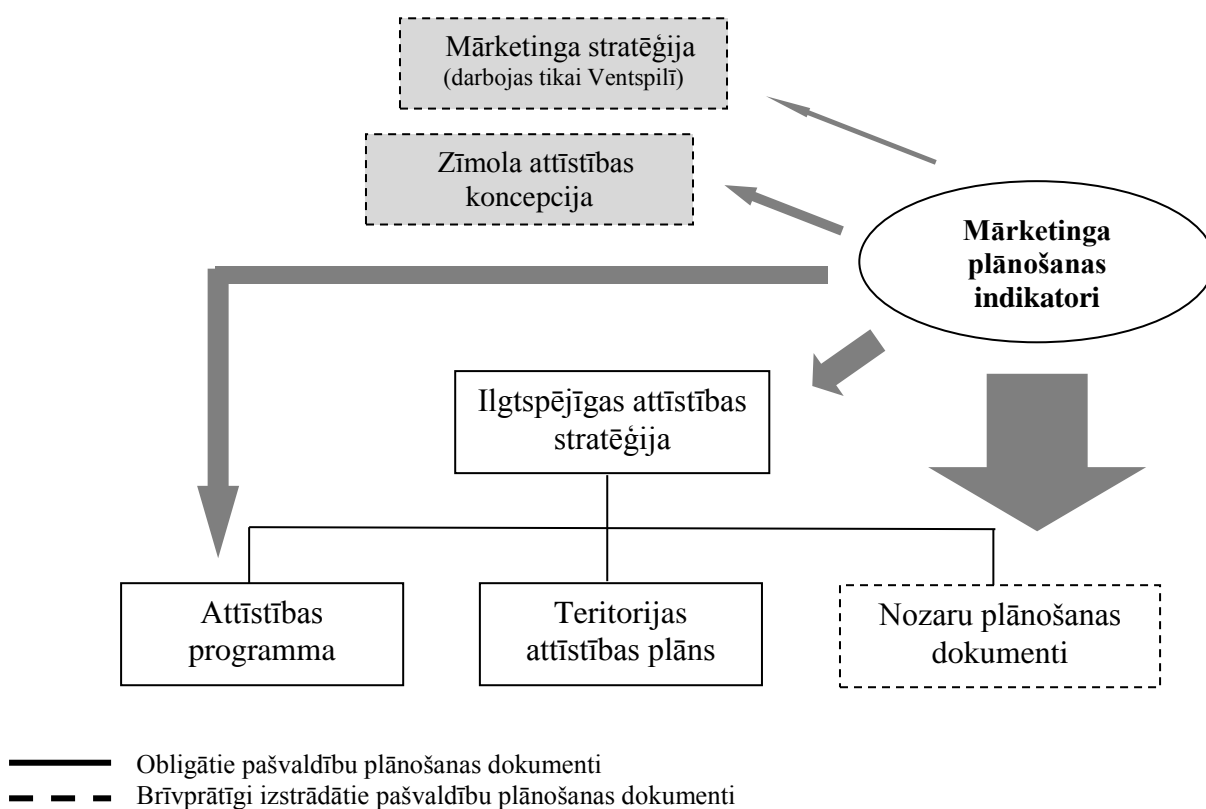 Mārketinga stratēģija
(darbojas tikai Ventspilī)
Zīmola attīstības
koncepcija
Mārketinga
plānošanas
indikatori
Ilgtspējīgas attīstības
stratēģija
Attīstības
programma
Teritorijas
attīstības plāns
Nozaru plānošanas
dokumenti
Obligātie pašvaldību plānošanas dokumenti
Brīvprātīgi izstrādātie pašvaldību plānošanas dokumenti